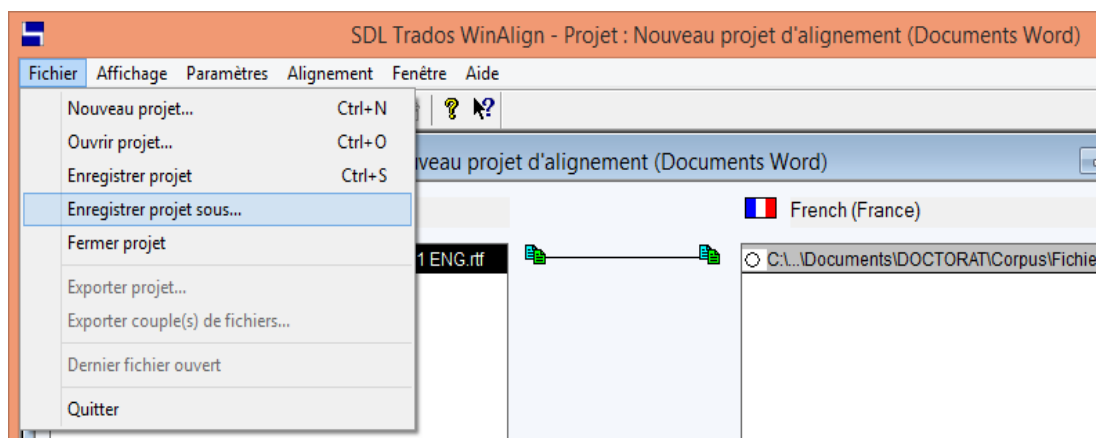 SDL Trados WinAlign - Projet : Nouveau projet d'alignement (Documents Word)
Fichier Affichage Paramètres Alignement Fenêtre Aide
Nouveau projet... Ctrl+N
Ouvrir projet... Ctrl+O
projet d'alignement (Documents Word)
Enregistrer projet Ctrl+S
Enregistrer projet sous...
French (France)
Fermer projet
1 ENG.rtf
C:\...\Documents\DOCTORAT\Corpus\Fichie
Exporter projet...
Exporter couple(s) de fichiers...
Dernier fichier ouvert
Quitter